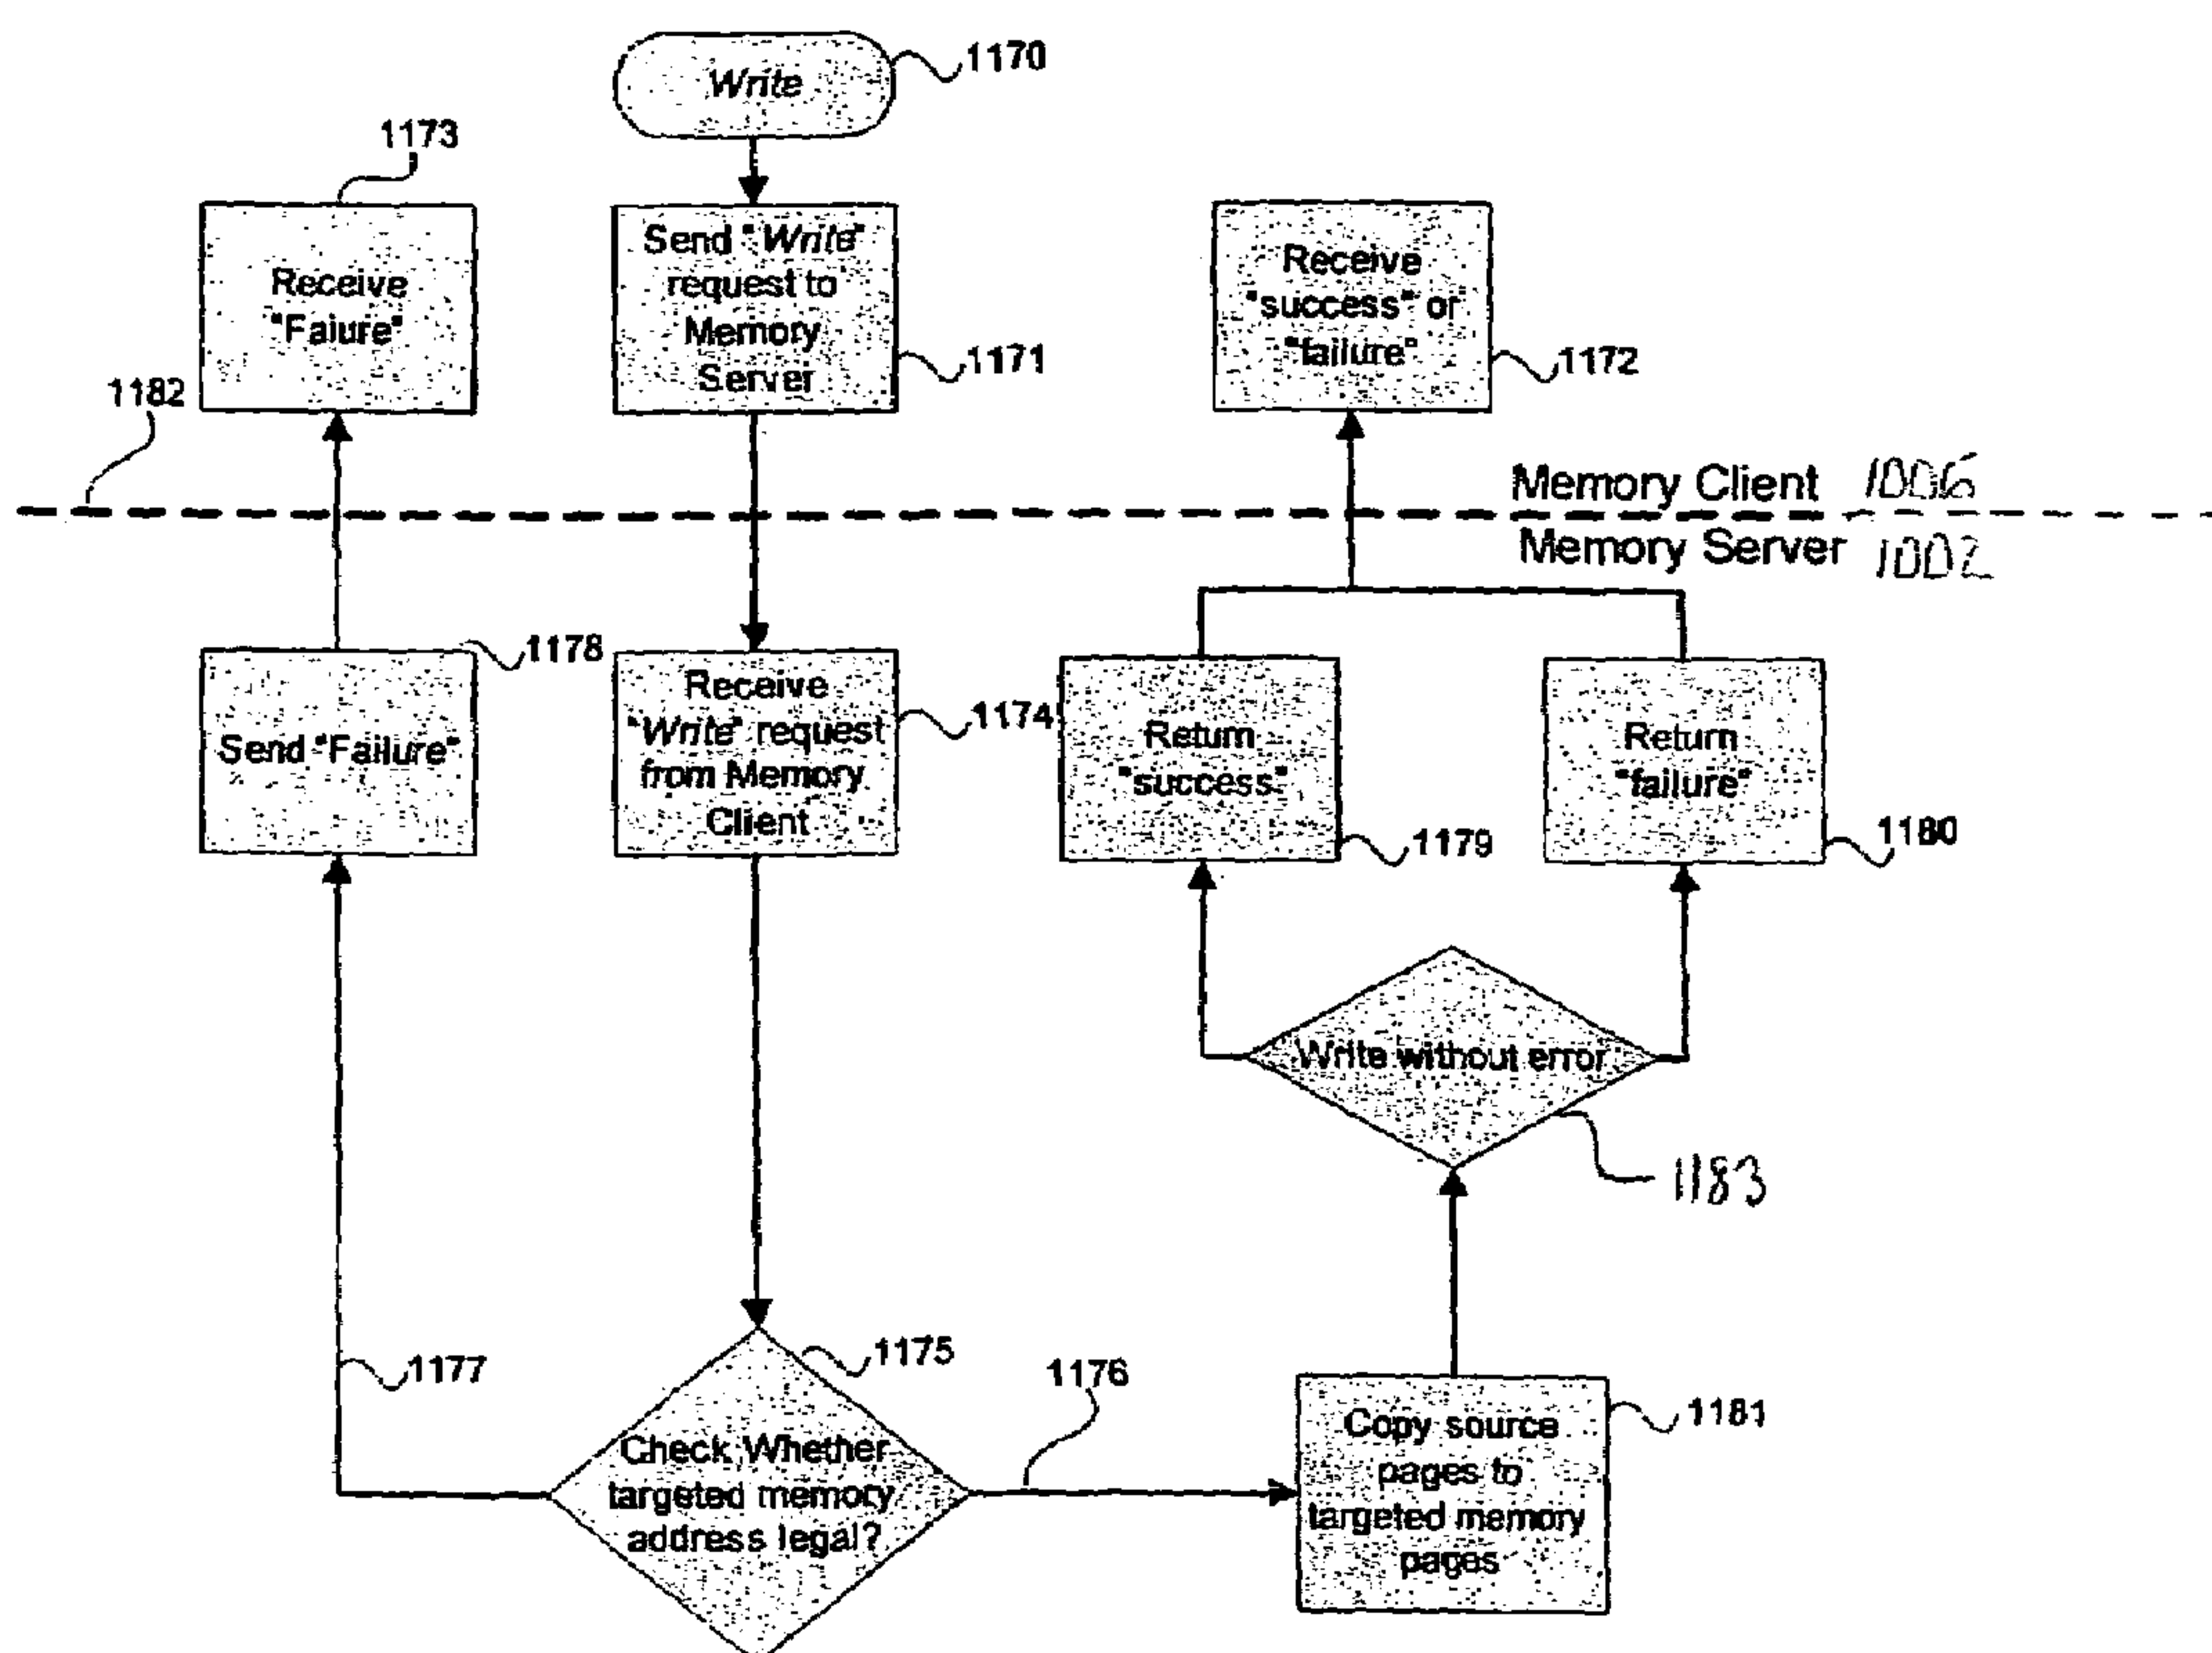 Write
1170
1173
Receive
"Faiure"
Send "Write"
request to
Memory
Server
1171
Receive
"success" or
"failure"
1172
1182
Memory Client 1006
Memory Server 1002
Send "Failure"
1178
Receive
"Write" request
from Memory
Client
1174
Return
"success"
1179
Return
"failure"
1180
Write without error
1183
1177
Check Whether
targeted memory
address legal?
1175
1176
Copy source
pages to
targeted memory
pages
1181